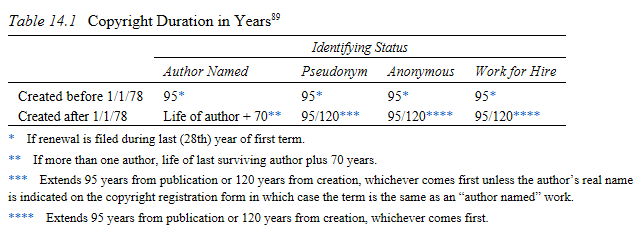 Table 14.1 Copyright Duration in Years89
Identifying Status
Author Named Pseudonym Anonymous Work for Hire
Created before 1/1/78 95* 95* 95* 95*
Created after 1/1/78 Life of author + 70** 95/120*** 95/120**** 95/120****
* If renewal is filed during last (28th) year of first term.
** If more than one author, life of last surviving author plus 70 years.
*** Extends 95 years from publication or 120 years from creation, whichever comes first unless the author's real name
is indicated on the copyright registration form in which case the term is the same as an “author named” work.
**** Extends 95 years from publication or 120 years from creation, whichever comes first.